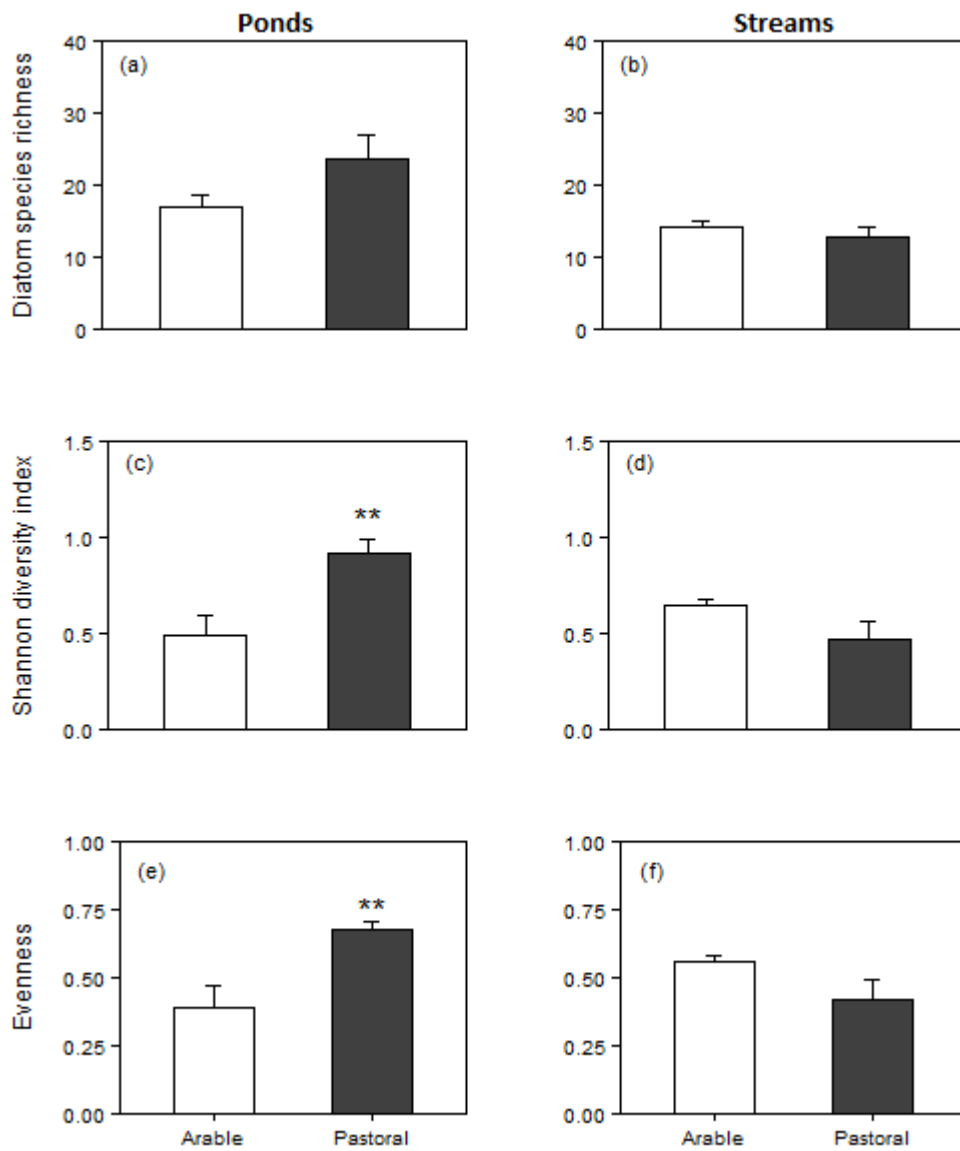 Ponds
Streams
Diatom species richness
(a)
40
30
20
10
0
(b)
40
30
20
10
0
Shannon diversity index
(c)
1.5
1.0
0.5
0.0
**
(d)
1.5
1.0
0.5
0.0
Evenness
(e)
1.00
0.75
0.50
0.25
0.00
**
Arable
Pastoral
(f)
1.00
0.75
0.50
0.25
0.00
Arable
Pastoral